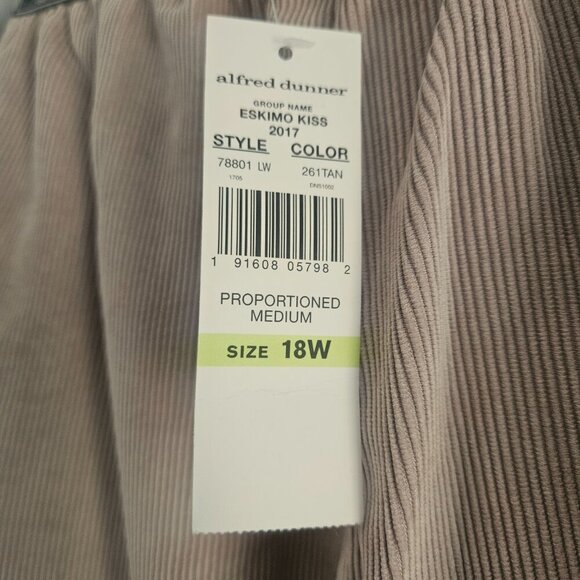 alfred dunner
GROUP NAME
ESKIMO KISS
2017
STYLE COLOR
78801 LW 261TAN
1705 DNS1002
1 91608 05798 2
PROPORTIONED
MEDIUM
SIZE 18W